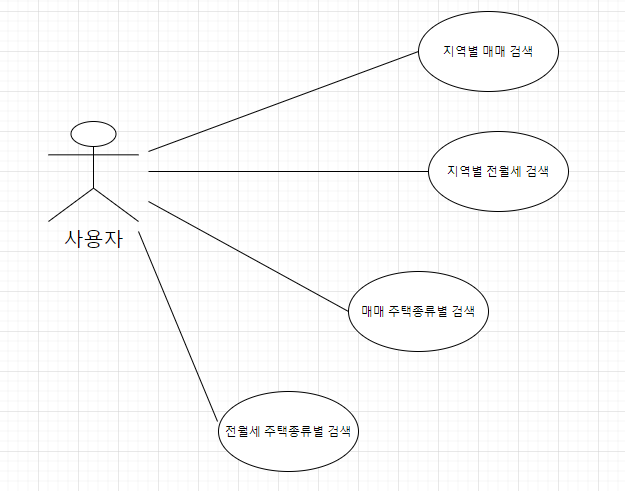 지역별 매매 검색
지역별 전월세 검색
사용자
매매 주택종류별 검색
전월세 주택종류별 검색